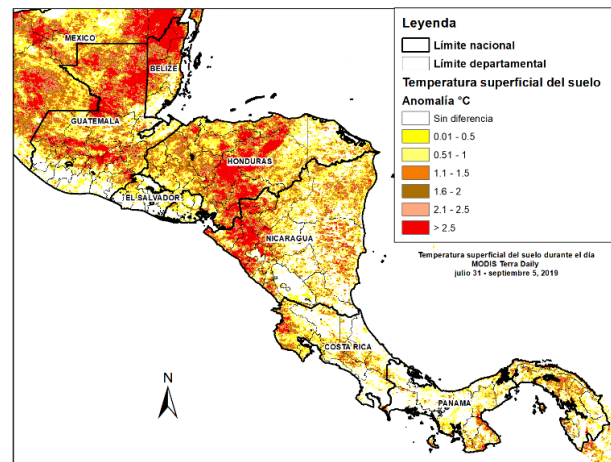 MEXICO
BELIZE
GUATEMALA
HONDURAS
EL SALVADOR
NICARAGUA
COSTA RICA
PANAMA
N
Leyenda
Límite nacional
Límite departamental
Temperatura superficial del suelo
Anomalía °C
Sin diferencia
0.01 - 0.5
0.51 - 1
1.1 - 1.5
1.6 - 2
2.1 - 2.5
> 2.5
Temperatura superficial del suelo durante el día
MODIS Terra Daily
julio 31 - septiembre 5, 2019